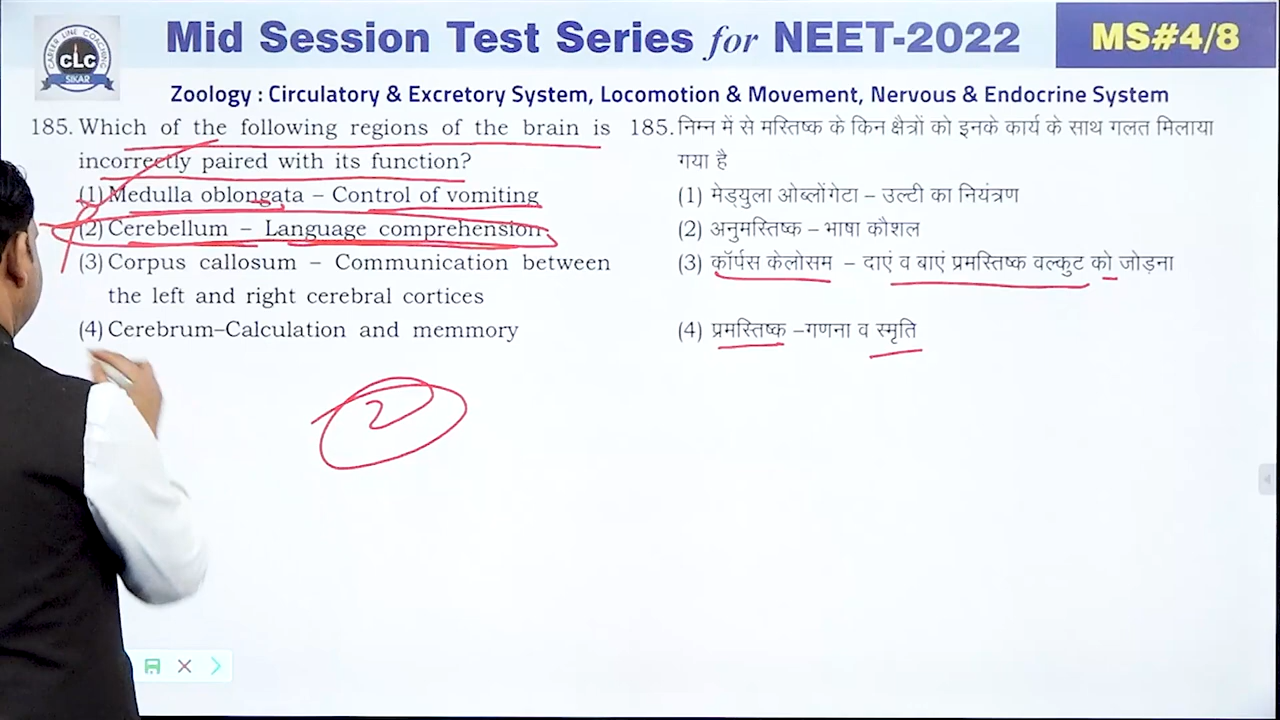 Mid Session Test Series for NEET-2022
MS#4/8
CAREER LINE COACHING
CLC
SIKAR
Zoology : Circulatory & Excretory System, Locomotion & Movement, Nervous & Endocrine System
185. Which of the following regions of the brain is
incorrectly paired with its function?
(1) Medulla oblongata – Control of vomiting
(2) Cerebellum – Language comprehension
(3) Corpus callosum – Communication between
the left and right cerebral cortices
(4) Cerebrum–Calculation and memmory
2
185. निम्न में से मस्तिष्क के किन क्षैत्रों को इनके कार्य के साथ गलत मिलाया
गया है
(1) मेड्युला ओब्लोंगेटा – उल्टी का नियंत्रण
(2) अनुमस्तिष्क – भाषा कौशल
(3) कॉर्पस केलोसम – दाएं व बाएं प्रमस्तिष्क वल्कुट को जोड़ना
(4) प्रमस्तिष्क –गणना व स्मृति